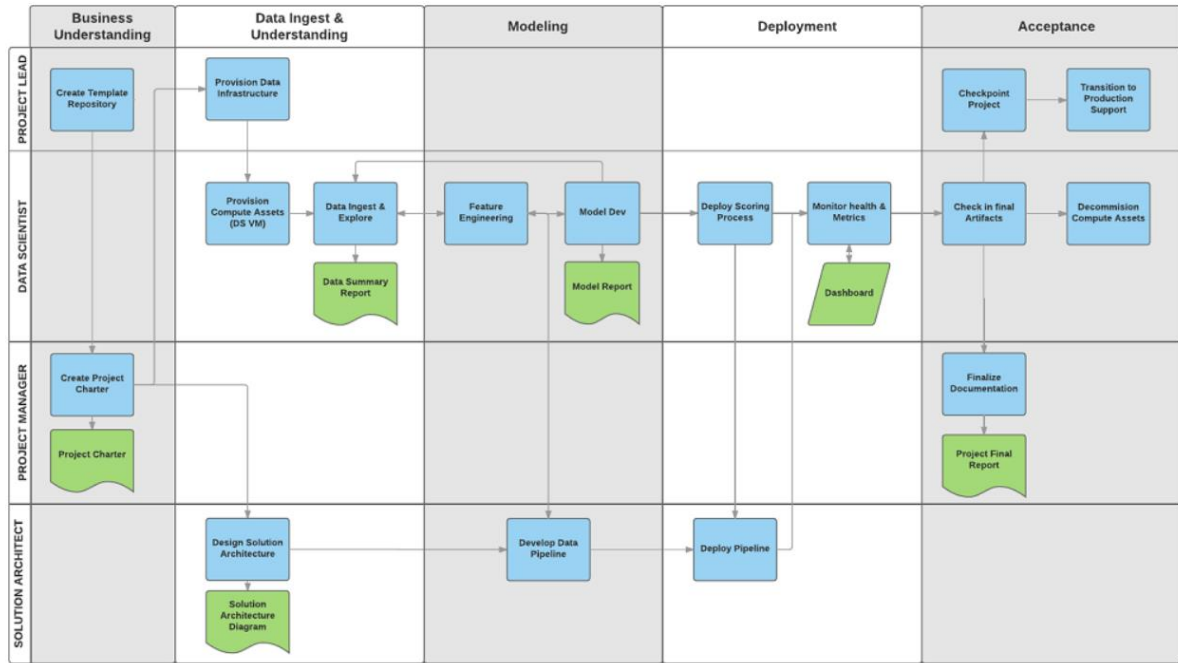 Business
Understanding
Data Ingest &
Understanding
Modeling
Deployment
Acceptance
PROJECT LEAD
Create Template
Repository
Provision Data
Infrastructure
Checkpoint
Project
Transition to
Production
Support
DATA SCIENTIST
Provision
Compute Assets
(DS VM)
Data Ingest &
Explore
Feature
Engineering
Model Dev
Deploy Scoring
Process
Monitor health &
Metrics
Check in final
Artifacts
Decommision
Compute Assets
Data Summary
Report
Model Report
Dashboard
PROJECT MANAGER
Create Project
Charter
Finalize
Documentation
Project Charter
Project Final
Report
SOLUTION ARCHITECT
Design Solution
Architecture
Develop Data
Pipeline
Deploy Pipeline
Solution
Architecture
Diagram